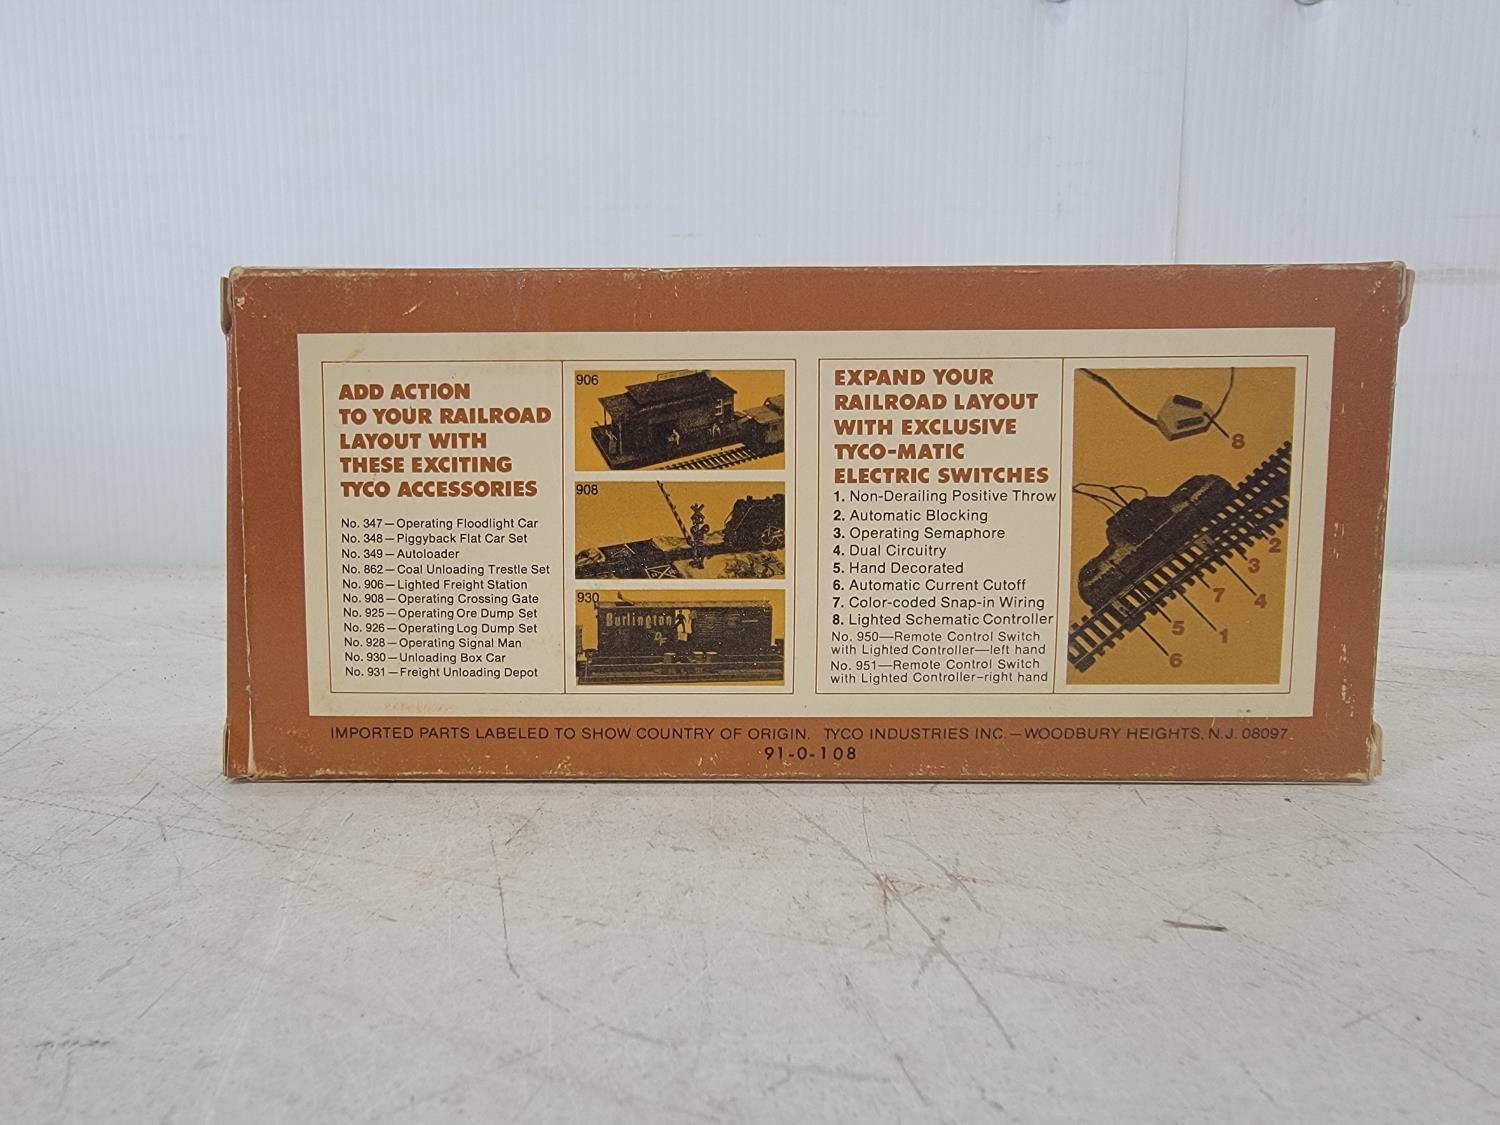 ADD ACTION
TO YOUR RAILROAD
LAYOUT WITH
THESE EXCITING
TYCO ACCESSORIES
No. 347—Operating Floodlight Car
No. 348—Piggyback Flat Car Set
No. 349—Autoloader
No. 862—Coal Unloading Trestle Set
No. 906—Lighted Freight Station
No. 908—Operating Crossing Gate
No. 925—Operating Ore Dump Set
No. 926—Operating Log Dump Set
No. 928—Operating Signal Man
No. 930—Unloading Box Car
No. 931—Freight Unloading Depot
906
908
930
Burlington
EXPAND YOUR
RAILROAD LAYOUT
WITH EXCLUSIVE
TYCO-MATIC
ELECTRIC SWITCHES
1. Non-Derailing Positive Throw
2. Automatic Blocking
3. Operating Semaphore
4. Dual Circuitry
5. Hand Decorated
6. Automatic Current Cutoff
7. Color-coded Snap-in Wiring
8. Lighted Schematic Controller
No. 950—Remote Control Switch
with Lighted Controller—left hand
No. 951—Remote Control Switch
with Lighted Controller–right hand
8
2
3
7
4
5
1
6
IMPORTED PARTS LABELED TO SHOW COUNTRY OF ORIGIN. TYCO INDUSTRIES INC.—WOODBURY HEIGHTS, N.J. 08097
91-0-108